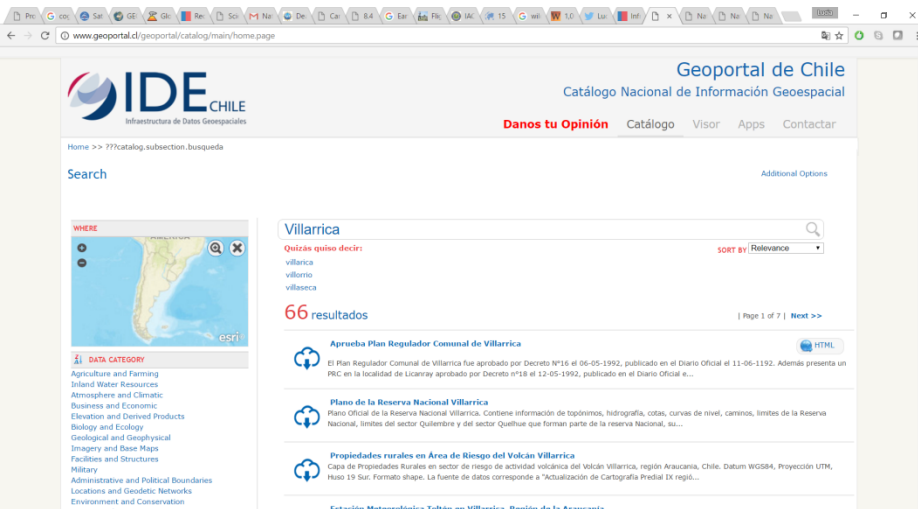 www.geoportal.cl/geoportal/catalog/main/home.page
IDE CHILE
Infraestructura de Datos Geoespaciales
Geoportal de Chile
Catálogo Nacional de Información Geoespacial
Danos tu Opinión Catálogo Visor Apps Contactar
Home >> ???catalog.subsection.busqueda
Search
Additional Options
WHERE
esri
DATA CATEGORY
Agriculture and Farming
Inland Water Resources
Atmosphere and Climatic
Business and Economic
Elevation and Derived Products
Biology and Ecology
Geological and Geophysical
Imagery and Base Maps
Facilities and Structures
Military
Administrative and Political Boundaries
Locations and Geodetic Networks
Environment and Conservation
Villarrica
Quizás quiso decir:
SORT BY Relevance
villarica
villorrio
villaseca
66 resultados
| Page 1 of 7 | Next >>
Aprueba Plan Regulador Comunal de Villarrica
HTML
El Plan Regulador Comunal de Villarrica fue aprobado por Decreto N°16 el 06-05-1992, publicado en el Diario Oficial el 11-06-1192. Además presenta un
PRC en la localidad de Licanray aprobado por Decreto n°18 el 12-05-1992, publicado en el Diario Oficial e...
Plano de la Reserva Nacional Villarrica
Plano Oficial de la Reserva Nacional Villarrica. Contiene información de topónimos, hidrografía, cotas, curvas de nivel, caminos, limites de la Reserva
Nacional, limites del sector Quilembre y del sector Quelhue que forman parte de la reserva Nacional, su...
Propiedades rurales en Área de Riesgo del Volcán Villarrica
Capa de Propiedades Rurales en sector de riesgo de actividad volcánica del Volcán Villarrica, región Araucania, Chile. Datum WGS84, Proyección UTM,
Huso 19 Sur. Formato shape. La fuente de datos corresponde a "Actualización de Cartografía Predial IX regió...
Estación Meteorológica Toltén en Villarrica, Región de la Araucanía